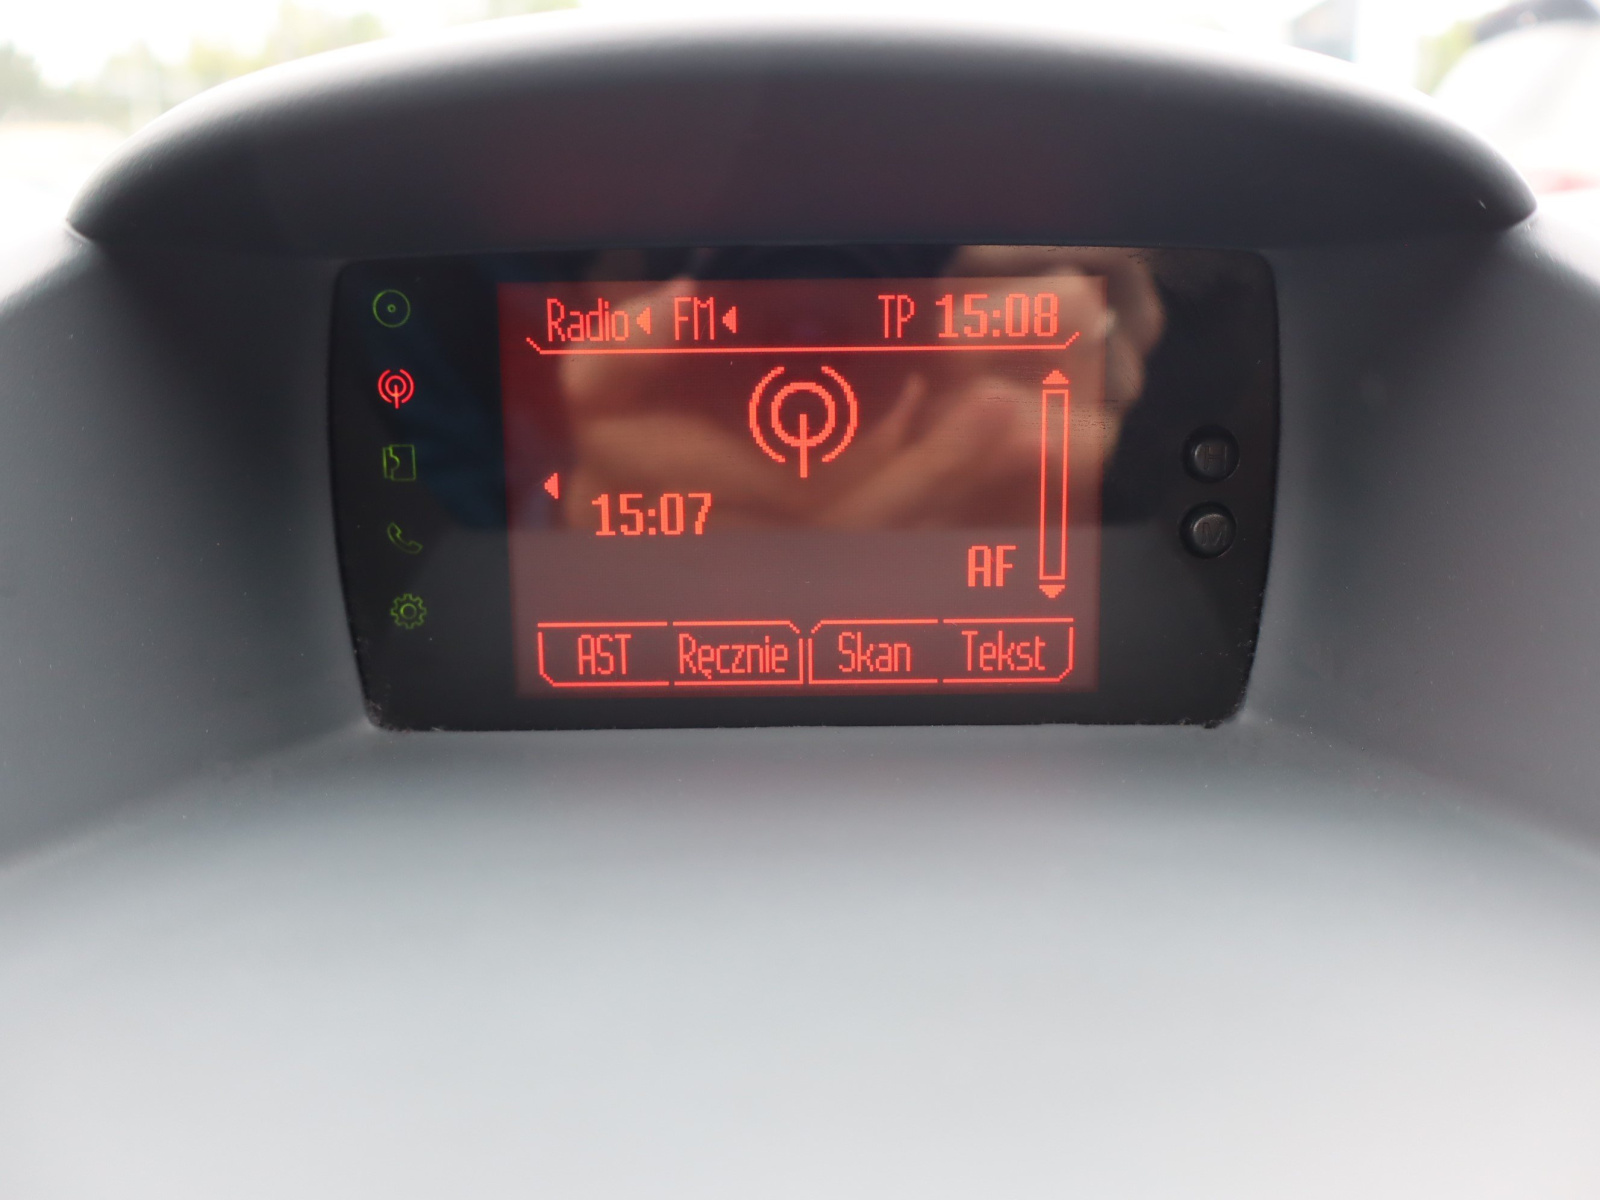 Radio FM TP 15:08
15:07
AF
AST Ręcznie Skan Tekst
H
M